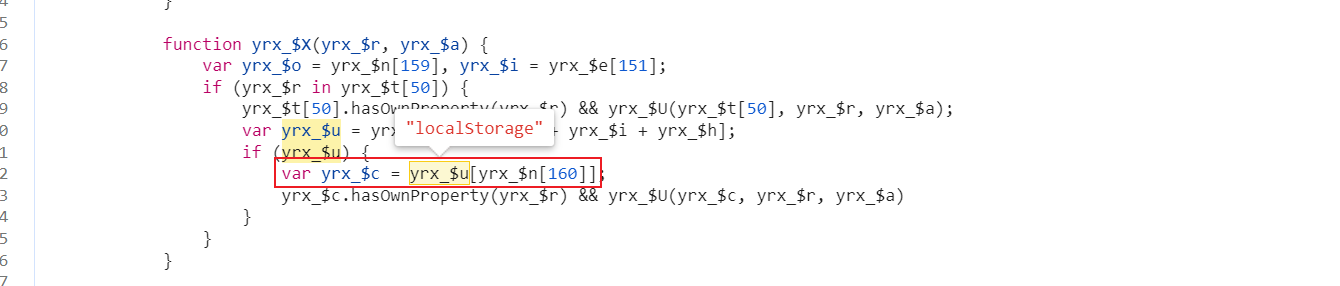 }
5
6 function yrx_$X(yrx_$r, yrx_$a) {
7 var yrx_$o = yrx_$n[159], yrx_$i = yrx_$e[151];
8 if (yrx_$r in yrx_$t[50]) {
9 yrx_$t[50].hasOwnProperty(yrx_$r) && yrx_$U(yrx_$t[50], yrx_$r, yrx_$a);
0 var yrx_$u = yrx + yrx_$i + yrx_$h];
"localStorage"
1 if (yrx_$u) {
2 var yrx_$c = yrx_$u[yrx_$n[160]];
3 yrx_$c.hasOwnProperty(yrx_$r) && yrx_$U(yrx_$c, yrx_$r, yrx_$a)
4 }
5 }
6 }
7